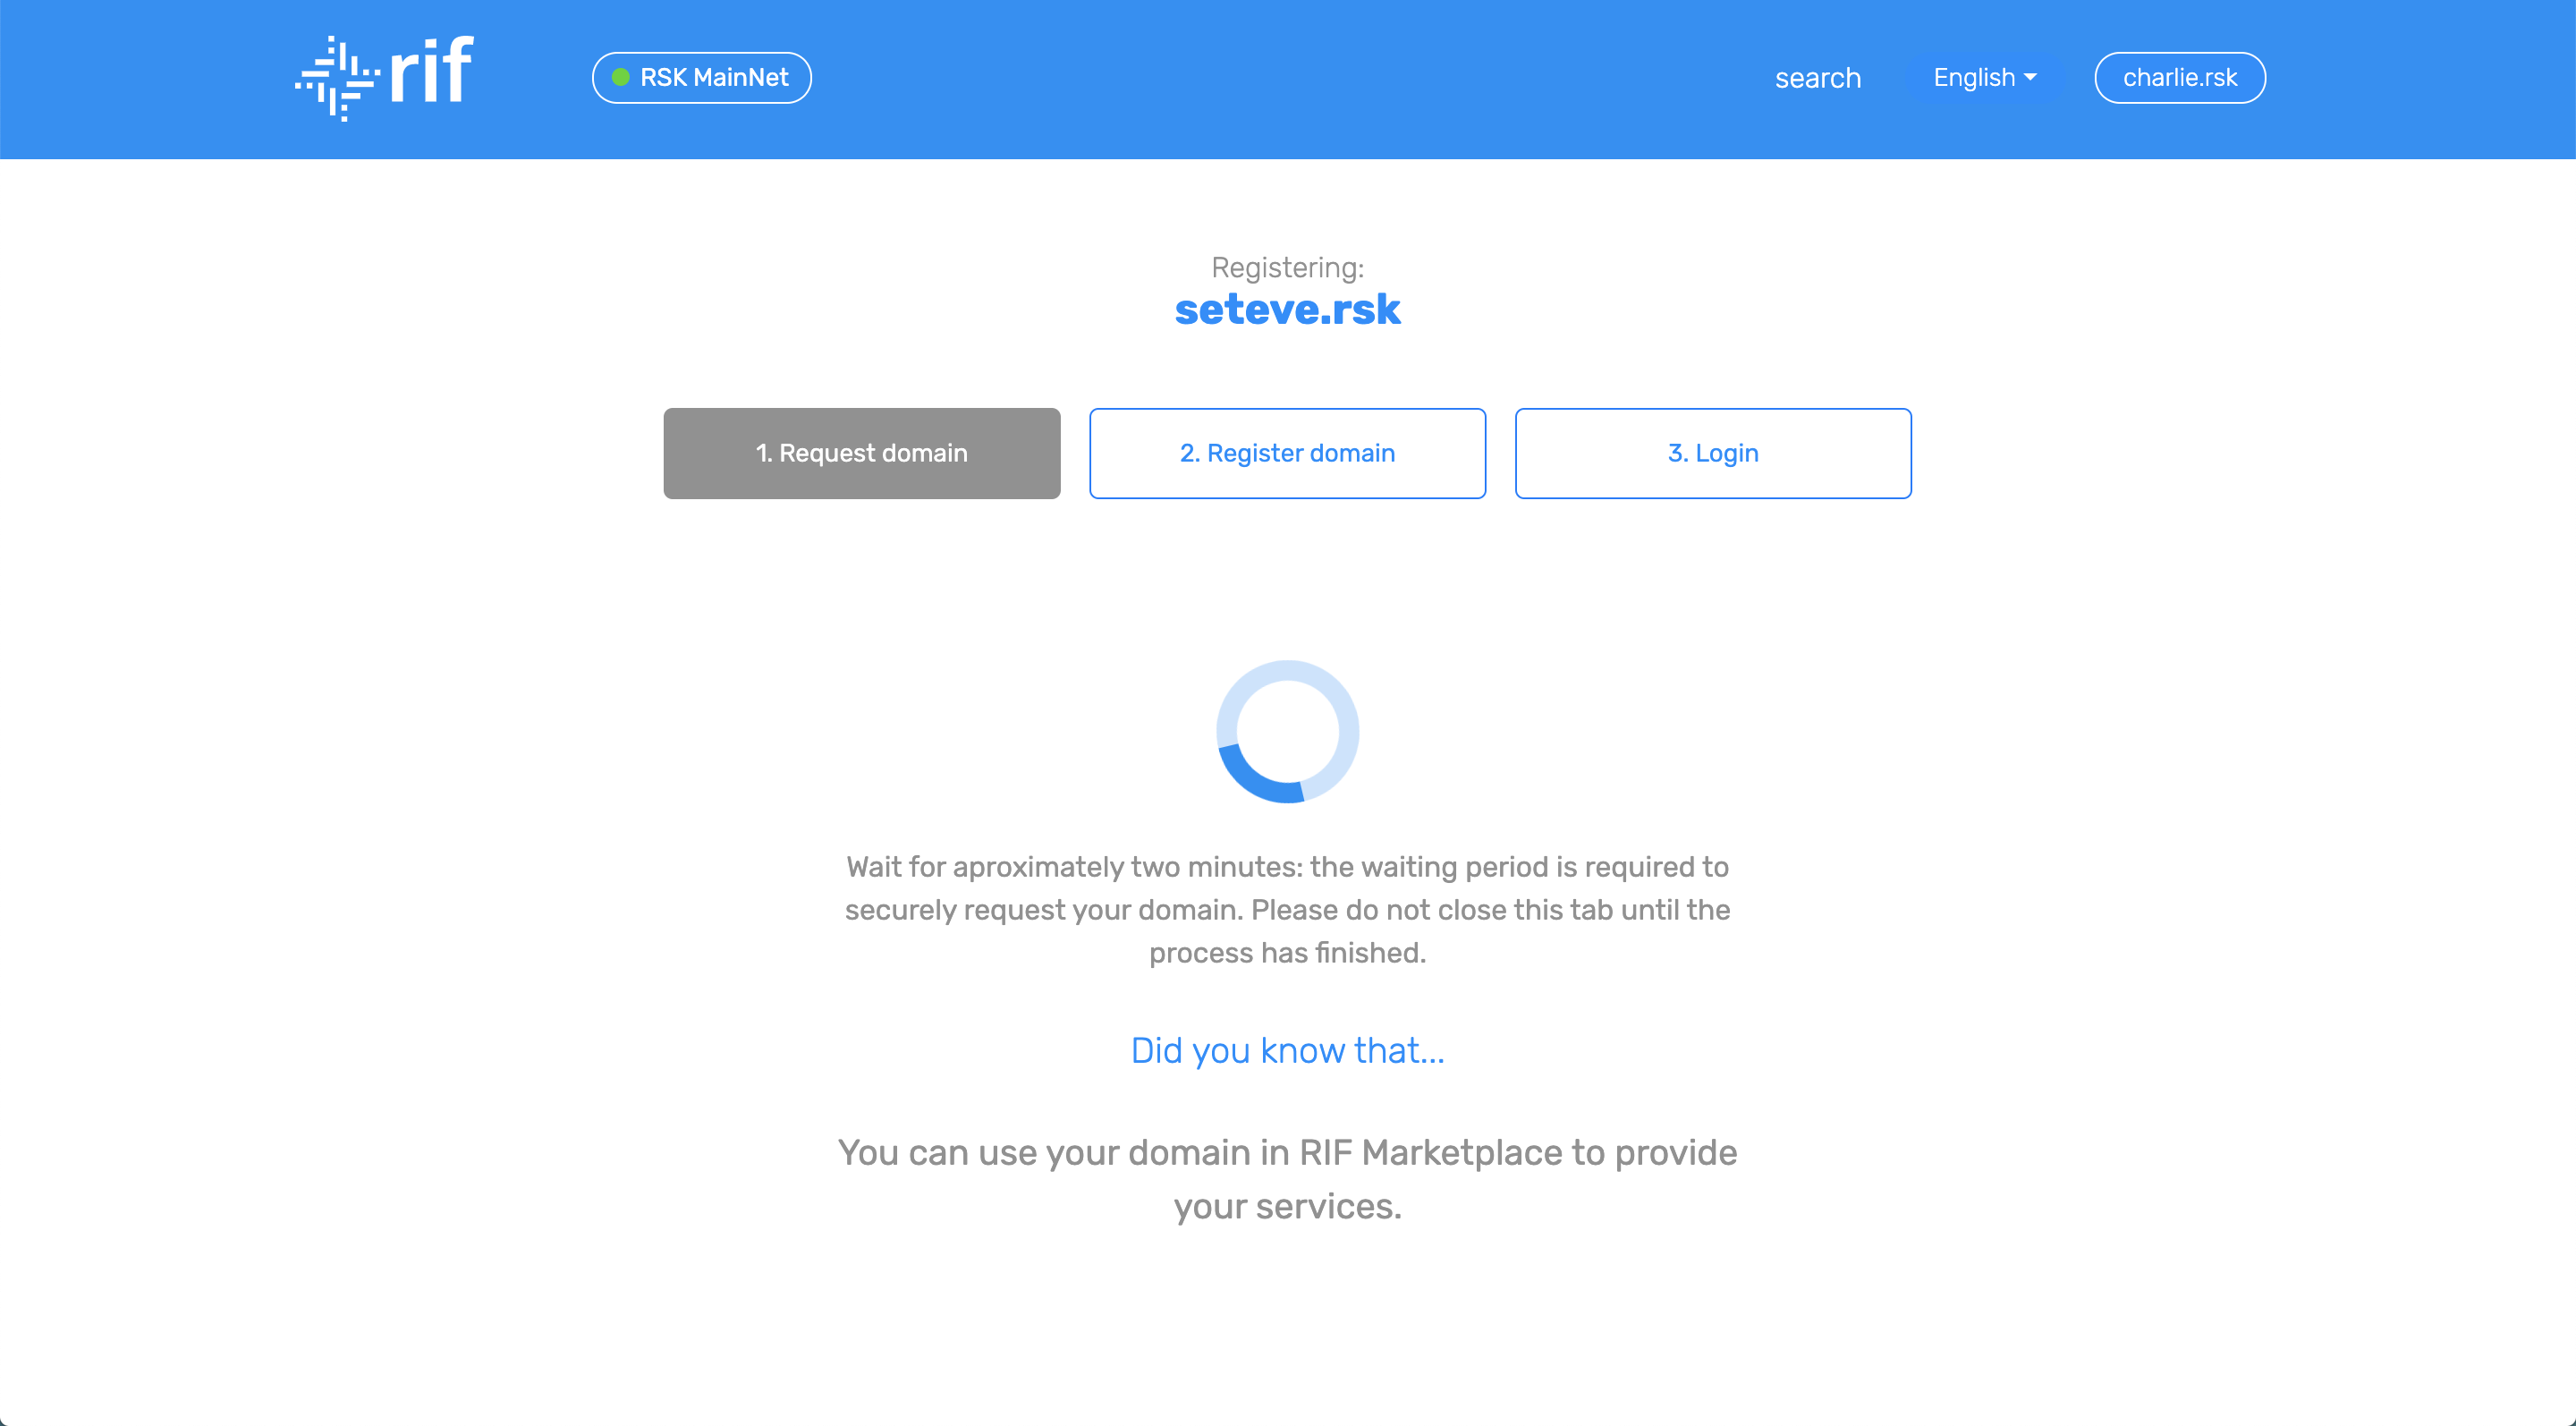 rif
RSK MainNet
search
English
charlie.rsk
Registering:
seteve.rsk
1. Request domain
2. Register domain
3. Login
Wait for aproximately two minutes: the waiting period is required to
securely request your domain. Please do not close this tab until the
process has finished.
Did you know that...
You can use your domain in RIF Marketplace to provide
your services.